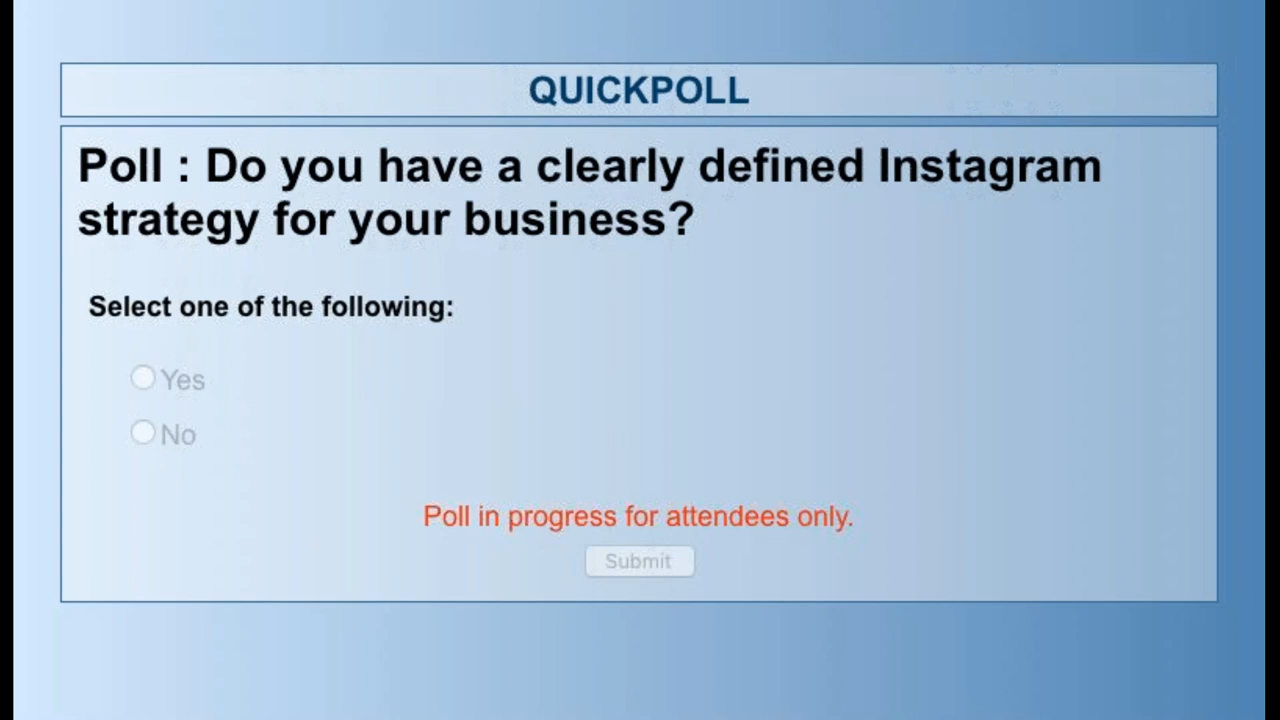 QUICKPOLL
Poll : Do you have a clearly defined Instagram
strategy for your business?
Select one of the following:
Yes
No
Poll in progress for attendees only.
Submit